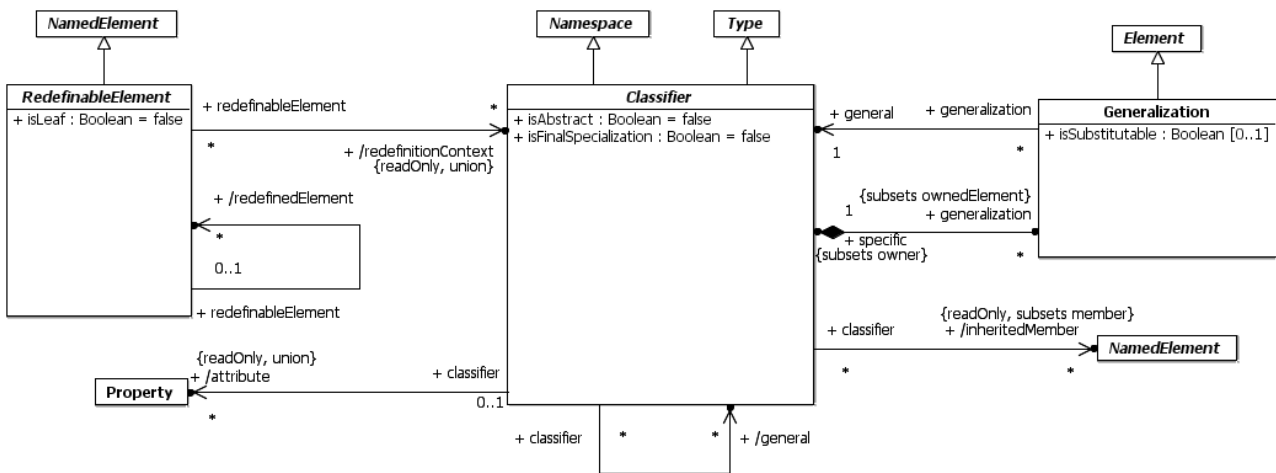 NamedElement
Namespace
Type
Element
RedefinableElement
+ isLeaf : Boolean = false
+ redefinableElement
*
*
+ /redefinitionContext
{readOnly, union}
+ /redefinedElement
*
0..1
+ redefinableElement
Classifier
+ isAbstract : Boolean = false
+ isFinalSpecialization : Boolean = false
+ general
+ generalization
1
*
Generalization
+ isSubstitutable : Boolean [0..1]
{subsets ownedElement}
1
+ generalization
+ specific
{subsets owner}
*
{readOnly, subsets member}
+ classifier
+ /inheritedMember
NamedElement
*
*
{readOnly, union}
+ /attribute
+ classifier
Property
0..1
*
+ classifier
*
*
+ /general